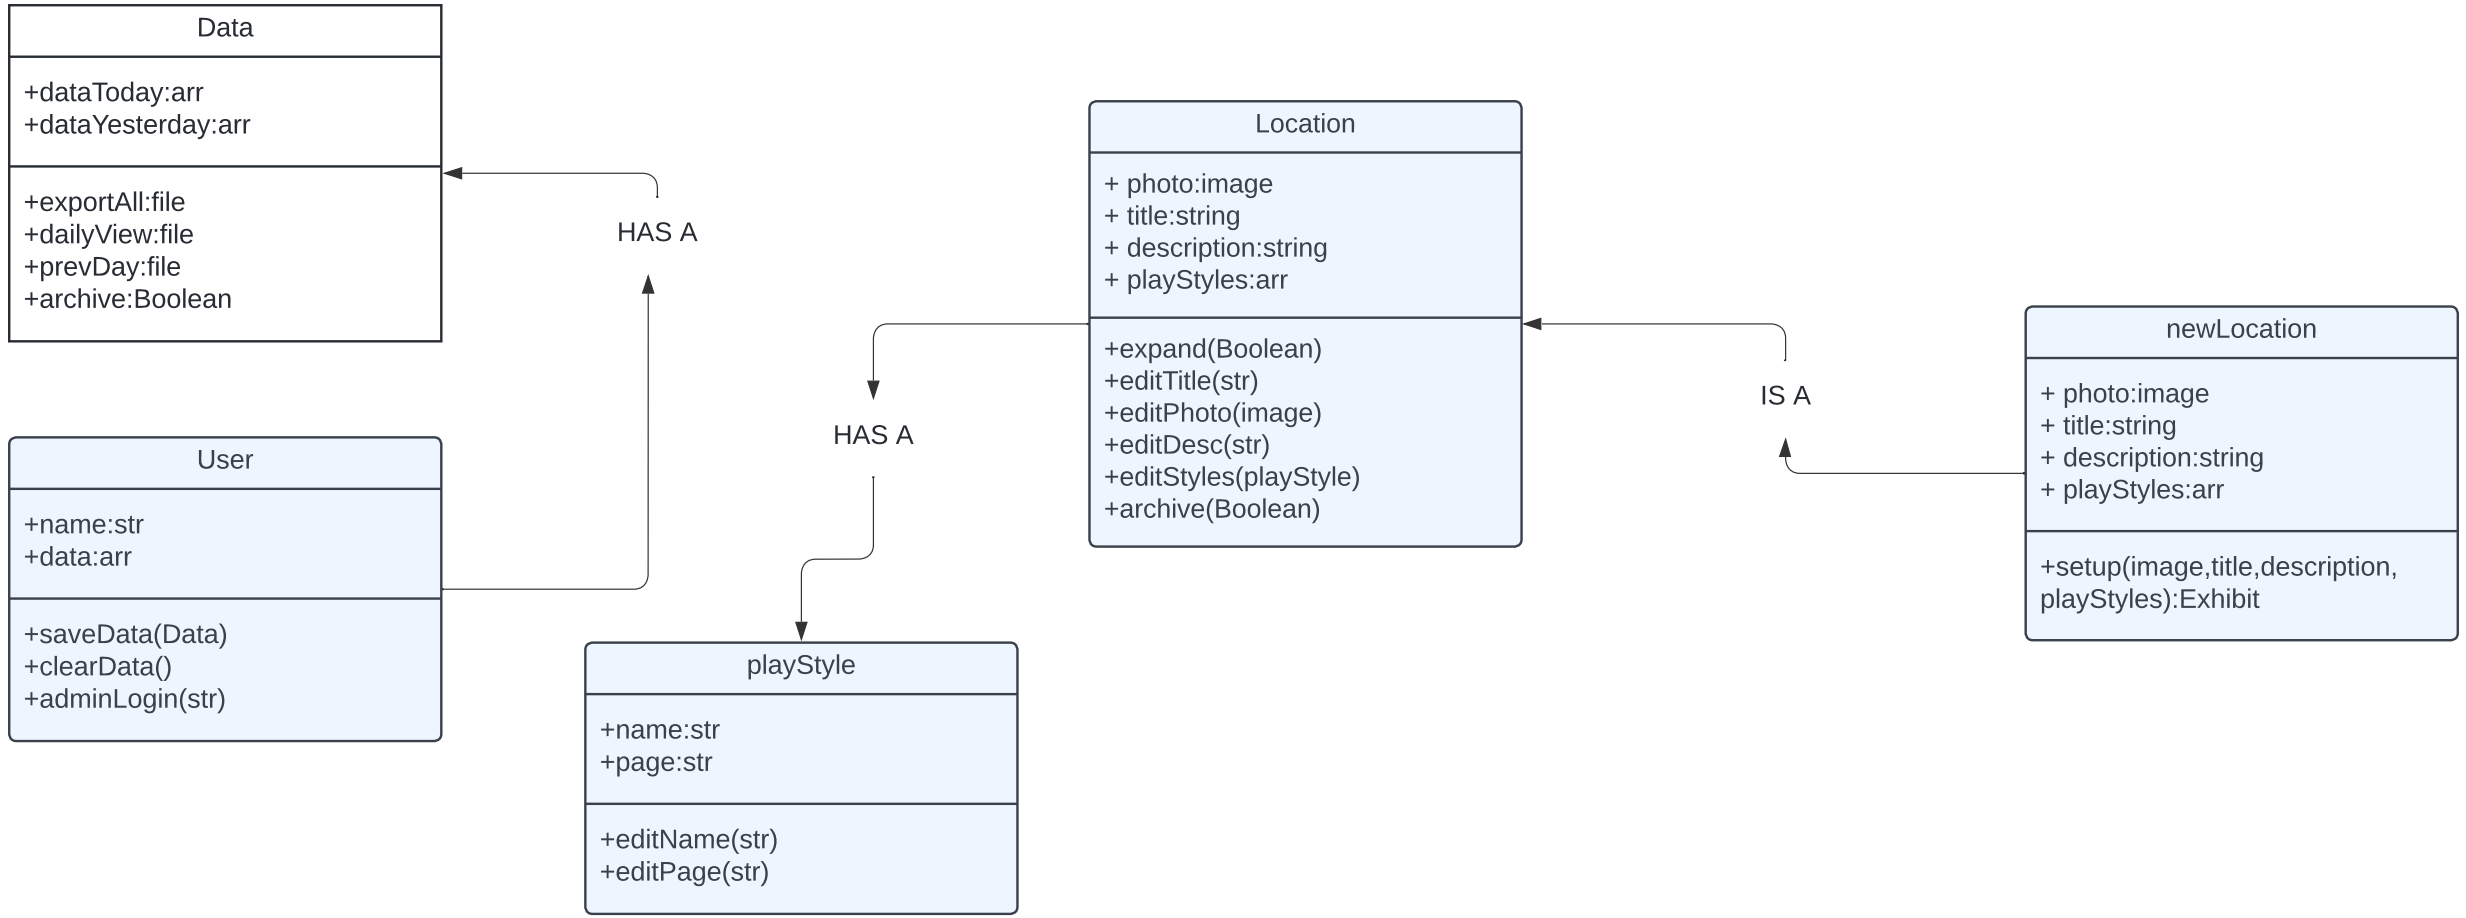 Data
+dataToday:arr
+dataYesterday:arr
+exportAll:file
+dailyView:file
+prevDay:file
+archive:Boolean
HAS A
User
+name:str
+data:arr
+saveData(Data)
+clearData()
+adminLogin(str)
Location
+ photo:image
+ title:string
+ description:string
+ playStyles:arr
+expand(Boolean)
+editTitle(str)
+editPhoto(image)
+editDesc(str)
+editStyles(playStyle)
+archive(Boolean)
HAS A
playStyle
+name:str
+page:str
+editName(str)
+editPage(str)
IS A
newLocation
+ photo:image
+ title:string
+ description:string
+ playStyles:arr
+setup(image,title,description,
playStyles):Exhibit